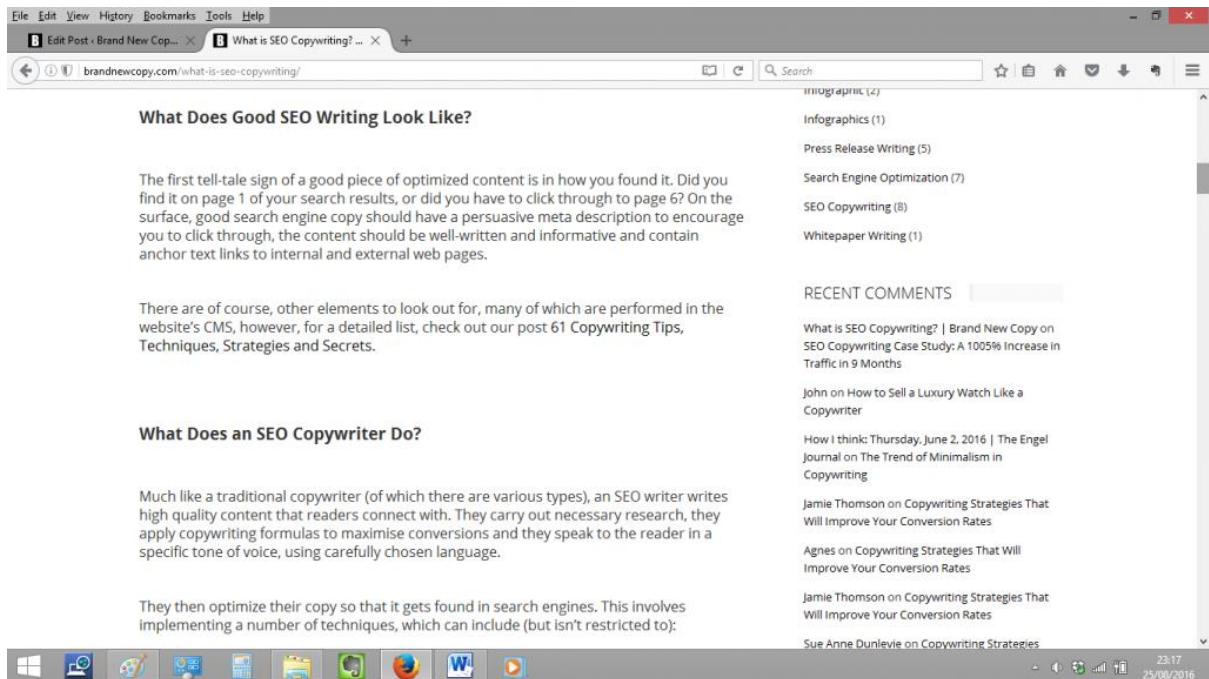 File Edit View History Bookmarks Tools Help
Edit Post ‹ Brand New Cop...
What is SEO Copywriting? ...
brandnewcopy.com/what-is-seo-copywriting/
Search
What Does Good SEO Writing Look Like?
The first tell-tale sign of a good piece of optimized content is in how you found it. Did you
find it on page 1 of your search results, or did you have to click through to page 6? On the
surface, good search engine copy should have a persuasive meta description to encourage
you to click through, the content should be well-written and informative and contain
anchor text links to internal and external web pages.
There are of course, other elements to look out for, many of which are performed in the
website's CMS, however, for a detailed list, check out our post 61 Copywriting Tips,
Techniques, Strategies and Secrets.
What Does an SEO Copywriter Do?
Much like a traditional copywriter (of which there are various types), an SEO writer writes
high quality content that readers connect with. They carry out necessary research, they
apply copywriting formulas to maximise conversions and they speak to the reader in a
specific tone of voice, using carefully chosen language.
They then optimize their copy so that it gets found in search engines. This involves
implementing a number of techniques, which can include (but isn't restricted to):
Infographic (2)
Infographics (1)
Press Release Writing (5)
Search Engine Optimization (7)
SEO Copywriting (8)
Whitepaper Writing (1)
RECENT COMMENTS
What is SEO Copywriting? | Brand New Copy on
SEO Copywriting Case Study: A 1005% Increase in
Traffic in 9 Months
John on How to Sell a Luxury Watch Like a
Copywriter
How I think: Thursday, June 2, 2016 | The Engel
Journal on The Trend of Minimalism in
Copywriting
Jamie Thomson on Copywriting Strategies That
Will Improve Your Conversion Rates
Agnes on Copywriting Strategies That Will
Improve Your Conversion Rates
Jamie Thomson on Copywriting Strategies That
Will Improve Your Conversion Rates
Sue Anne Dunlevie on Copywriting Strategies
23:17
25/08/2016